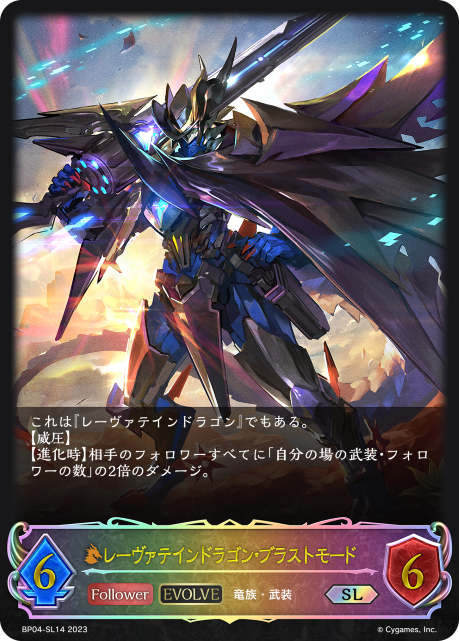 これは『レーヴァテインドラゴン』でもある。
【威圧】
【進化時】相手のフォロワーすべてに「自分の場の武装・フォロ
ワーの数」の2倍のダメージ。
レーヴァテインドラゴン・ブラストモード
6
6
Follower EVOLVE 竜族・武装 SL
BP04-SL14 2023 © Cygames, Inc.